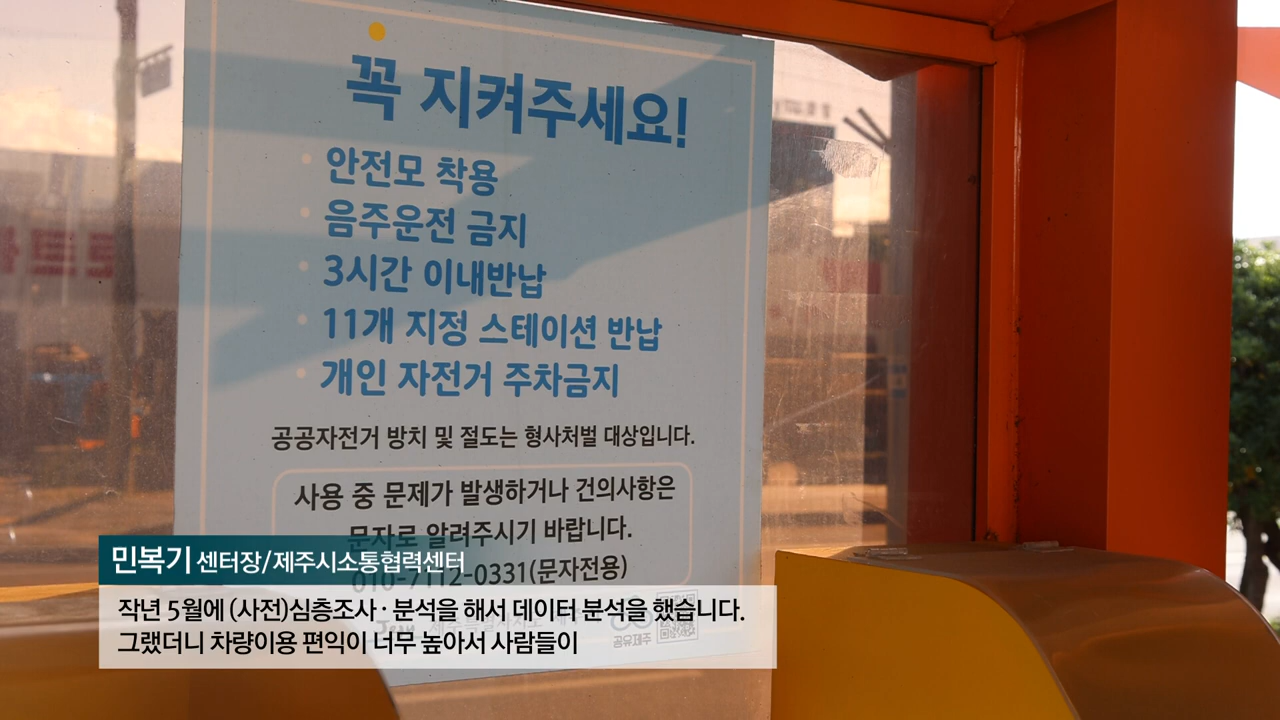 꼭 지켜주세요!
안전모 착용
음주운전 금지
3시간 이내반납
11개 지정 스테이션 반납
개인 자전거 주차금지
공공자전거 방치 및 절도는 형사처벌 대상입니다.
사용 중 문제가 발생하거나 건의사항은
문자로 알려주시기 바랍니다.
010-7112-0331(문자전용)
공유제주
민복기 센터장/제주시소통협력센터
작년 5월에 (사전)심층조사·분석을 해서 데이터 분석을 했습니다.
그랬더니 차량이용 편익이 너무 높아서 사람들이